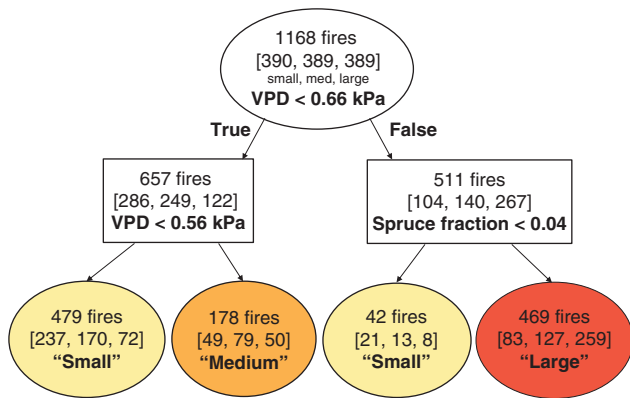 1168 fires
[390, 389, 389]
small, med, large
VPD < 0.66 kPa
True
False
657 fires
[286, 249, 122]
VPD < 0.56 kPa
511 fires
[104, 140, 267]
Spruce fraction < 0.04
479 fires
[237, 170, 72]
“Small”
178 fires
[49, 79, 50]
“Medium”
42 fires
[21, 13, 8]
“Small”
469 fires
[83, 127, 259]
“Large”